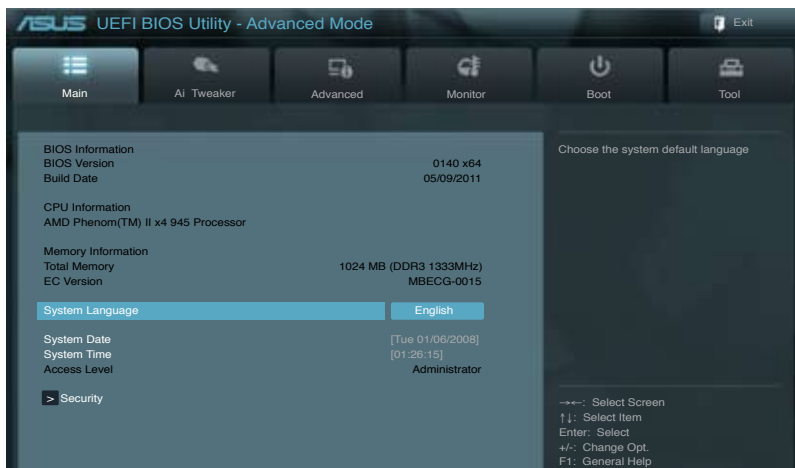 ASUS UEFI BIOS Utility - Advanced Mode
Exit
Main
Ai Tweaker
Advanced
Monitor
Boot
Tool
BIOS Information
BIOS Version 0140 x64
Build Date 05/09/2011
CPU Information
AMD Phenom(TM) II x4 945 Processor
Memory Information
Total Memory 1024 MB (DDR3 1333MHz)
EC Version MBECG-0015
System Language English
System Date [Tue 01/06/2008]
System Time [01:26:15]
Access Level Administrator
> Security
Choose the system default language
→←: Select Screen
↑↓: Select Item
Enter: Select
+/-: Change Opt.
F1: General Help